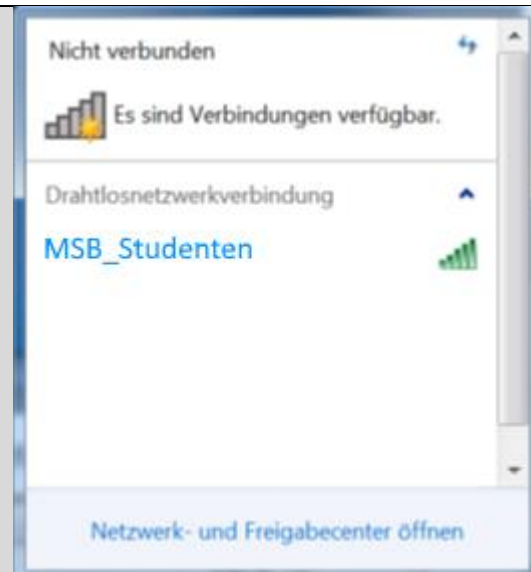 Nicht verbunden
Es sind Verbindungen verfügbar.
Drahtlosnetzwerkverbindung
MSB_Studenten
Netzwerk- und Freigabecenter öffnen